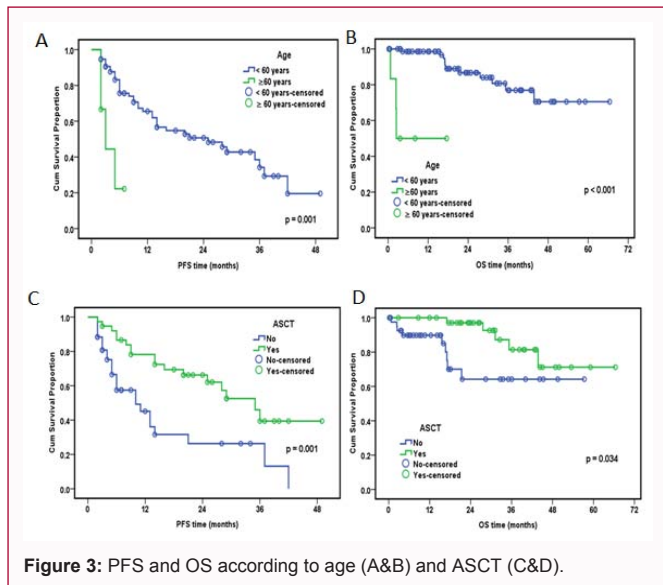 A
Cum Survival Proportion
1.0
0.8
0.6
0.4
0.2
0.0
Age
< 60 years
≥60 years
< 60 years-censored
≥ 60 years-censored
p = 0.001
0 12 24 36 48
PFS time (months)
B
Cum Survival Proportion
1.0
0.8
0.6
0.4
0.2
0.0
Age
< 60 years
≥60 years
< 60 years-censored
≥ 60 years-censored
p < 0.001
0 12 24 36 48 60 72
OS time (months)
C
Cum Survival Proportion
1.0
0.8
0.6
0.4
0.2
0.0
ASCT
No
Yes
No-censored
Yes-censored
p = 0.001
0 12 24 36 48
PFS time (months)
D
Cum Survival Proportion
1.0
0.8
0.6
0.4
0.2
0.0
ASCT
No
Yes
No-censored
Yes-censored
p = 0.034
0 12 24 36 48 60 72
OS time (months)
Figure 3: PFS and OS according to age (A&B) and ASCT (C&D).